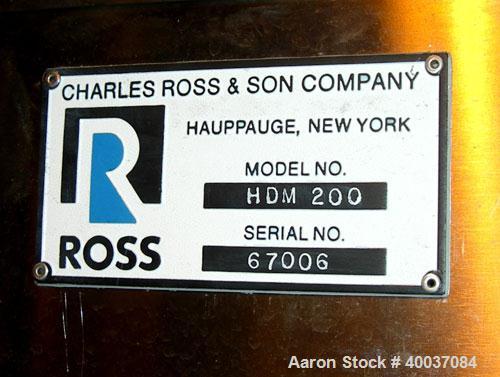 CHARLES ROSS & SON COMPANY
HAUPPAUGE, NEW YORK
MODEL NO.
HDM 200
SERIAL NO.
67006
R
ROSS
Aaron Stock # 40037084